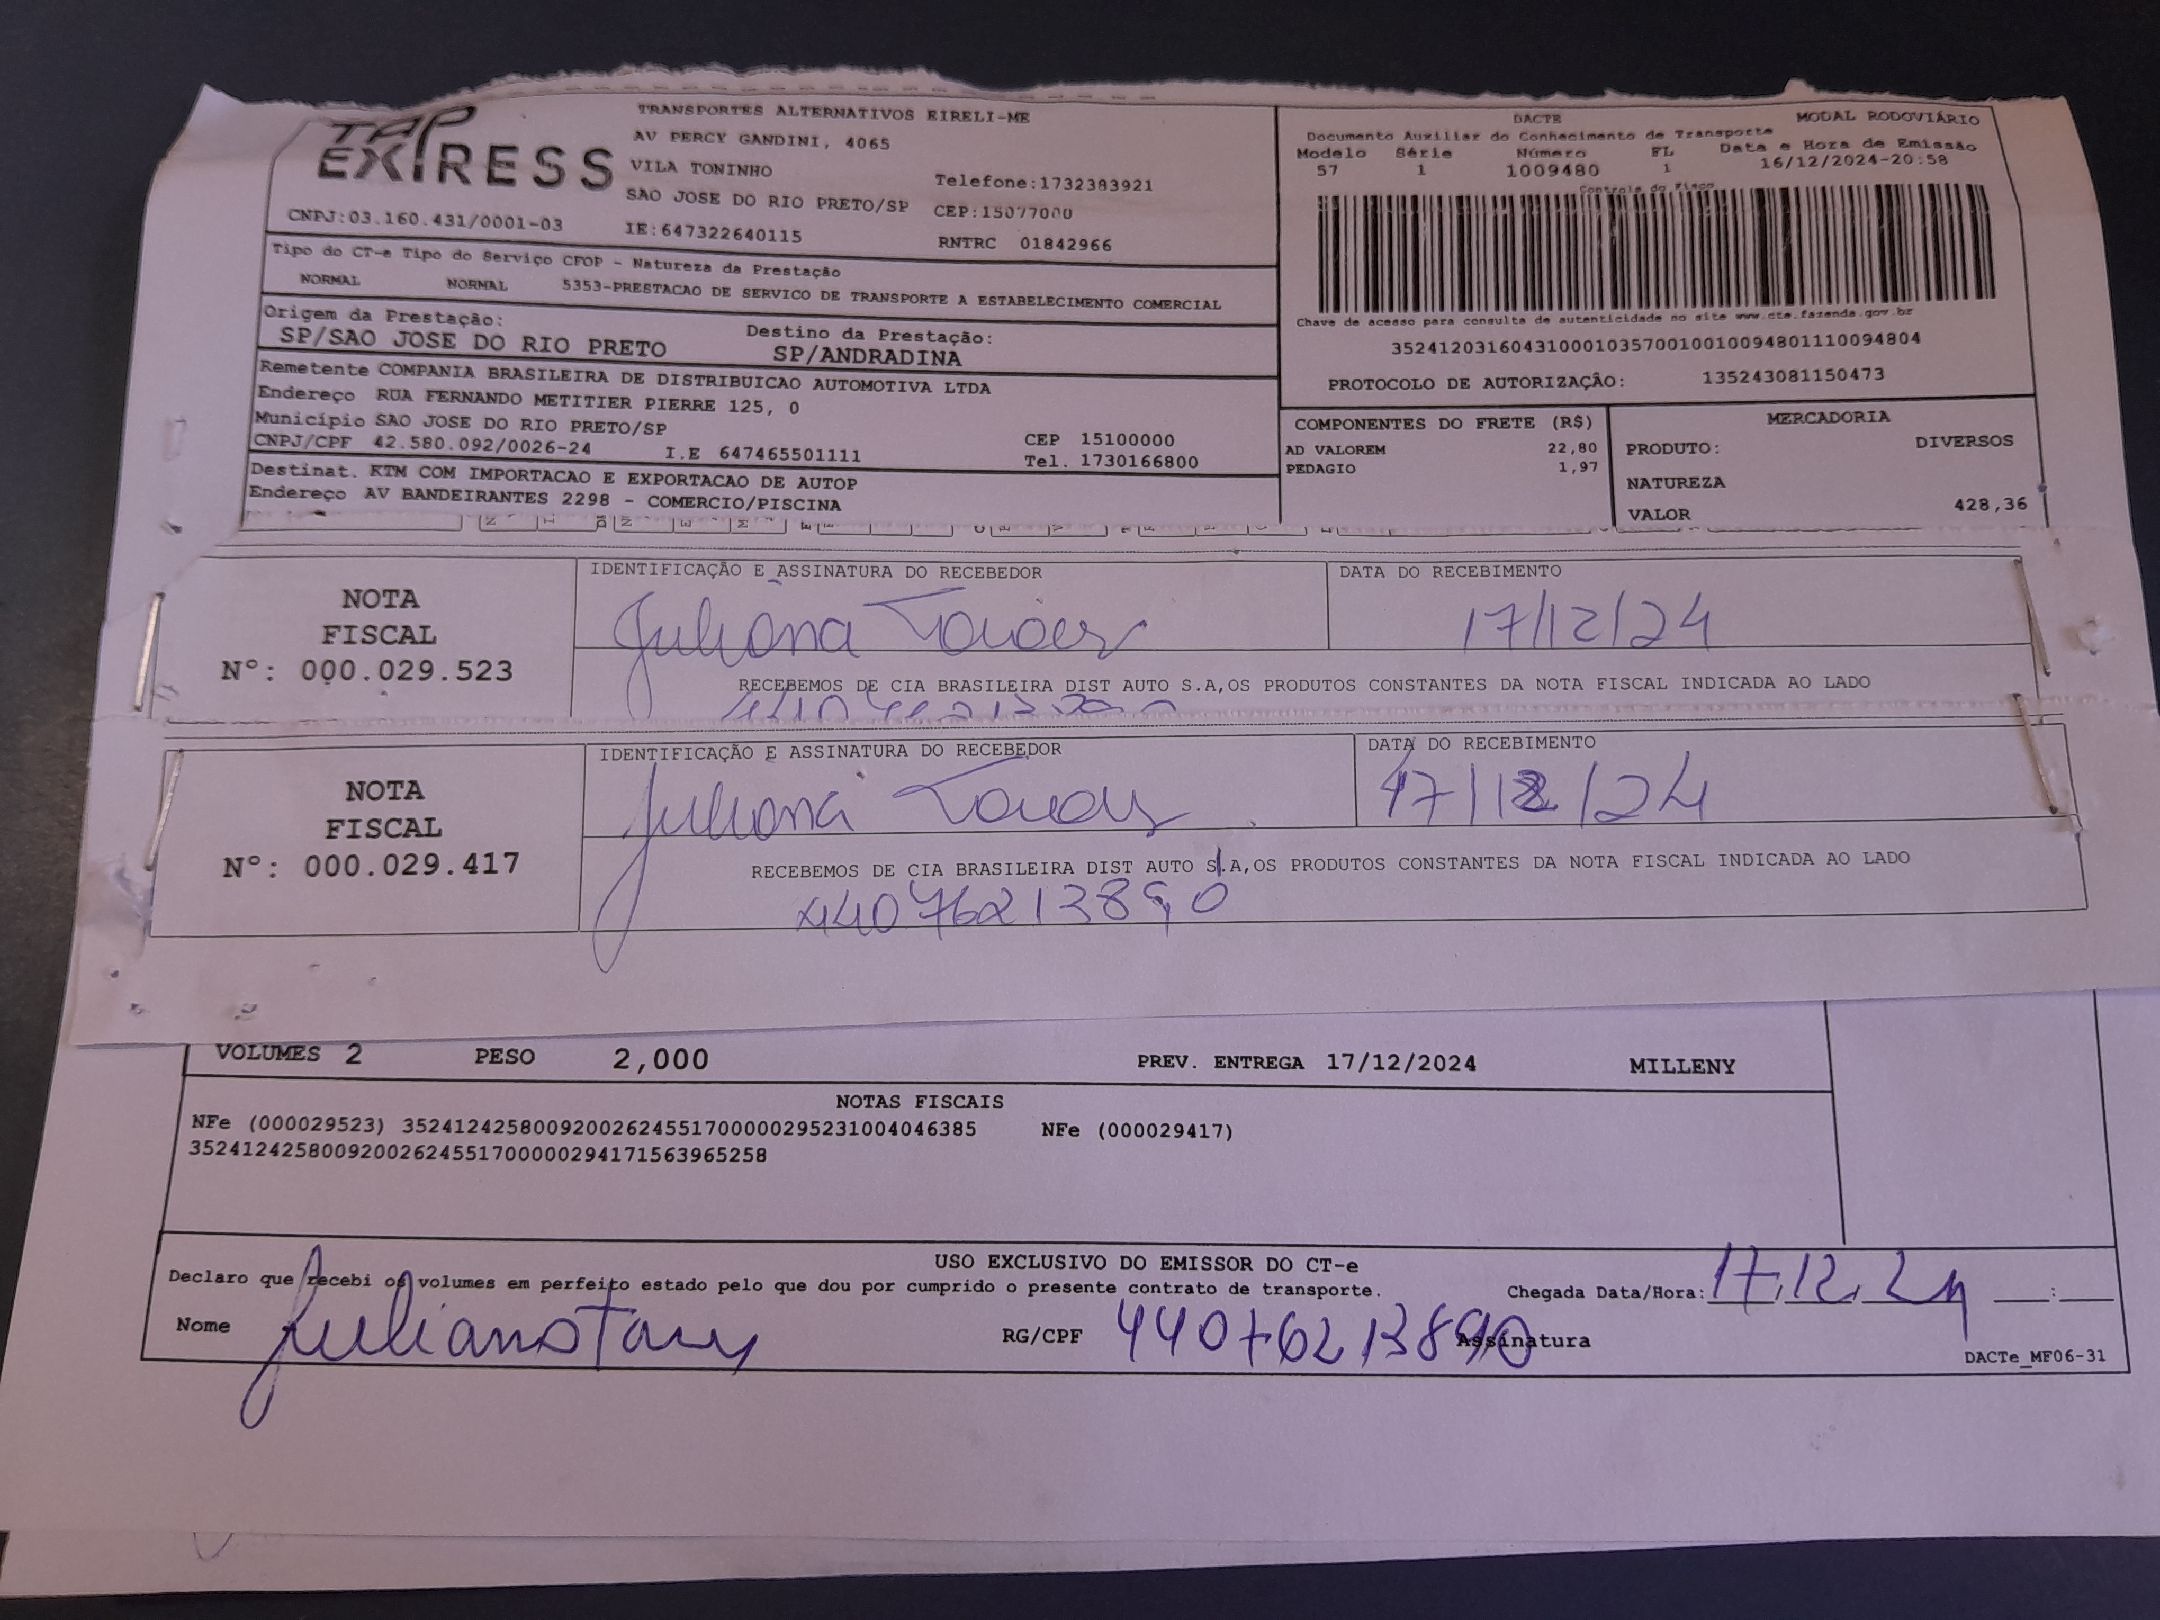 TAP EXPRESS
TRANSPORTES ALTERNATIVOS EIRELI-ME
AV PERCY GANDINI, 4065
VILA TONINHO
SAO JOSE DO RIO PRETO/SP
Telefone:1732383921
CEP:15077000
CNPJ:03.160.431/0001-03
IE:647322640115
RNTRC 01842966
DACTE MODAL RODOVIÁRIO
Documento Auxiliar do Conhecimento de Transporte
Modelo Série Número FL Data e Hora de Emissão
57 1 1009480 1 16/12/2024-20:58
Controle do Fisco
Chave de acesso para consulta de autenticidade no site www.cte.fazenda.gov.br
35241203160431000103570010010094801110094804
PROTOCOLO DE AUTORIZAÇÃO: 135243081150473
Tipo do CT-e Tipo do Serviço CFOP - Natureza da Prestação
NORMAL NORMAL 5353-PRESTACAO DE SERVICO DE TRANSPORTE A ESTABELECIMENTO COMERCIAL
Origem da Prestação: Destino da Prestação:
SP/SAO JOSE DO RIO PRETO SP/ANDRADINA
Remetente COMPANIA BRASILEIRA DE DISTRIBUICAO AUTOMOTIVA LTDA
Endereço RUA FERNANDO METITIER PIERRE 125, 0
Município SAO JOSE DO RIO PRETO/SP CEP 15100000
CNPJ/CPF 42.580.092/0026-24 I.E 647465501111 Tel. 1730166800
Destinat. KTM COM IMPORTACAO E EXPORTACAO DE AUTOP
Endereço AV BANDEIRANTES 2298 - COMERCIO/PISCINA
COMPONENTES DO FRETE (R$)
AD VALOREM 22,80
PEDAGIO 1,97
MERCADORIA
PRODUTO: DIVERSOS
NATUREZA
VALOR 428,36
NOTA
FISCAL
Nº: 000.029.523
IDENTIFICAÇÃO E ASSINATURA DO RECEBEDOR
Juliana
DATA DO RECEBIMENTO
17/12/24
RECEBEMOS DE CIA BRASILEIRA DIST AUTO S.A,OS PRODUTOS CONSTANTES DA NOTA FISCAL INDICADA AO LADO
NOTA
FISCAL
Nº: 000.029.417
IDENTIFICAÇÃO E ASSINATURA DO RECEBEDOR
Juliana
DATA DO RECEBIMENTO
17/12/24
RECEBEMOS DE CIA BRASILEIRA DIST AUTO S.A,OS PRODUTOS CONSTANTES DA NOTA FISCAL INDICADA AO LADO
44076213890
VOLUMES 2 PESO 2,000 PREV. ENTREGA 17/12/2024 MILLENY
NOTAS FISCAIS
NFe (000029523) 35241242580092002624551700000295231004046385 NFe (000029417)
35241242580092002624551700000294171563965258
USO EXCLUSIVO DO EMISSOR DO CT-e
Declaro que recebi os volumes em perfeito estado pelo que dou por cumprido o presente contrato de transporte. Chegada Data/Hora: 17.12.24 __:__
Nome Juliana RG/CPF 44076213890 Assinatura
DACTe_MF06-31